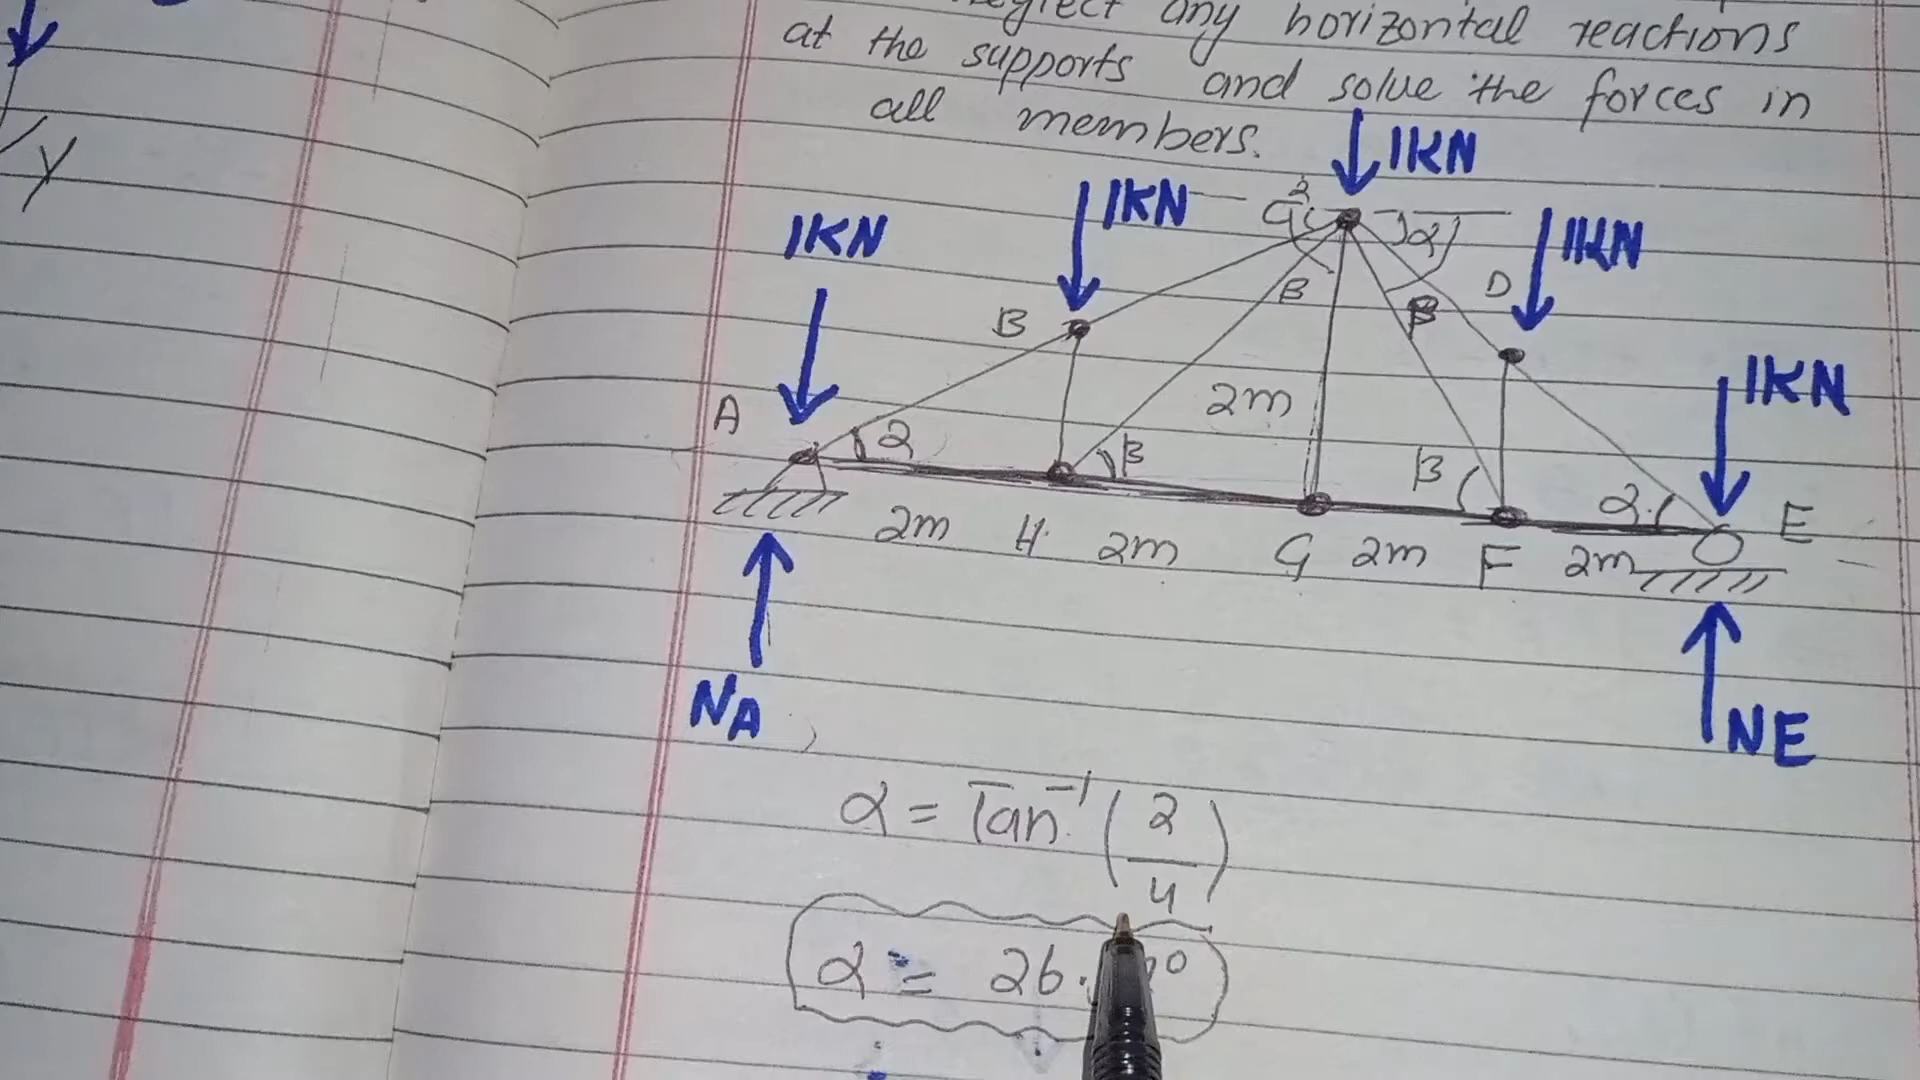 neglect any horizontal reactions
at the supports and solve the forces in
all members.
1KN
1KN
1KN
1KN
1KN
B
D
A
α
β
2m
β
β
β
α
α
E
2m H 2m G 2m F 2m
NA
NE
Y
α = Tan⁻¹ (2/4)
α = 26.